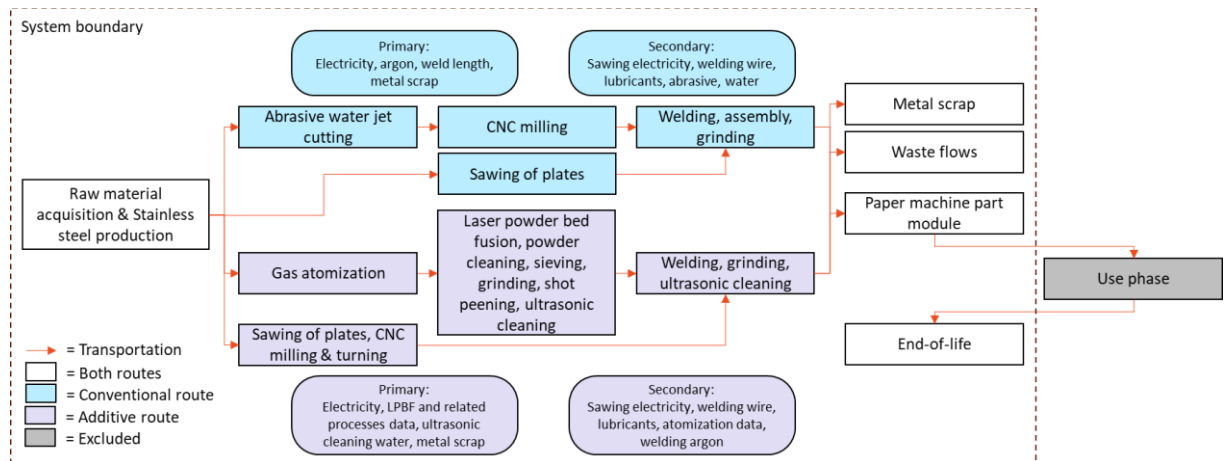 System boundary
Primary:
Electricity, argon, weld length,
metal scrap
Secondary:
Sawing electricity, welding wire,
lubricants, abrasive, water
Abrasive water jet
cutting
CNC milling
Welding, assembly,
grinding
Metal scrap
Waste flows
Sawing of plates
Raw material
acquisition & Stainless
steel production
Paper machine part
module
Laser powder bed
fusion, powder
cleaning, sieving,
grinding, shot
peening, ultrasonic
cleaning
Gas atomization
Welding, grinding,
ultrasonic cleaning
Use phase
Sawing of plates, CNC
milling & turning
End-of-life
= Transportation
= Both routes
= Conventional route
= Additive route
= Excluded
Primary:
Electricity, LPBF and related
processes data, ultrasonic
cleaning water, metal scrap
Secondary:
Sawing electricity, welding wire,
lubricants, atomization data,
welding argon